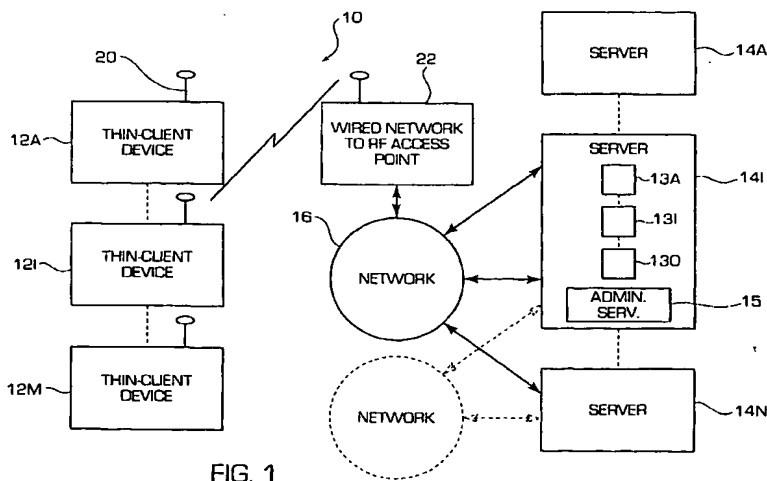 10
20
12A
THIN-CLIENT
DEVICE
12I
THIN-CLIENT
DEVICE
12M
THIN-CLIENT
DEVICE
22
WIRED NETWORK
TO RF ACCESS
POINT
16
NETWORK
NETWORK
SERVER
14A
SERVER
14I
13A
13I
13O
ADMIN.
SERV.
15
SERVER
14N
FIG. 1